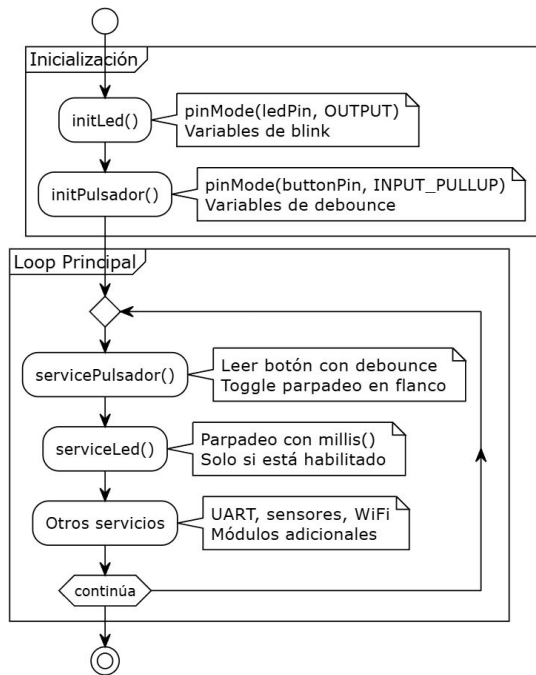 Inicialización
initLed()
pinMode(ledPin, OUTPUT)
Variables de blink
initPulsador()
pinMode(buttonPin, INPUT_PULLUP)
Variables de debounce
Loop Principal
servicePulsador()
Leer botón con debounce
Toggle parpadeo en flanco
serviceLed()
Parpadeo con millis()
Solo si está habilitado
Otros servicios
UART, sensores, WiFi
Módulos adicionales
continúa